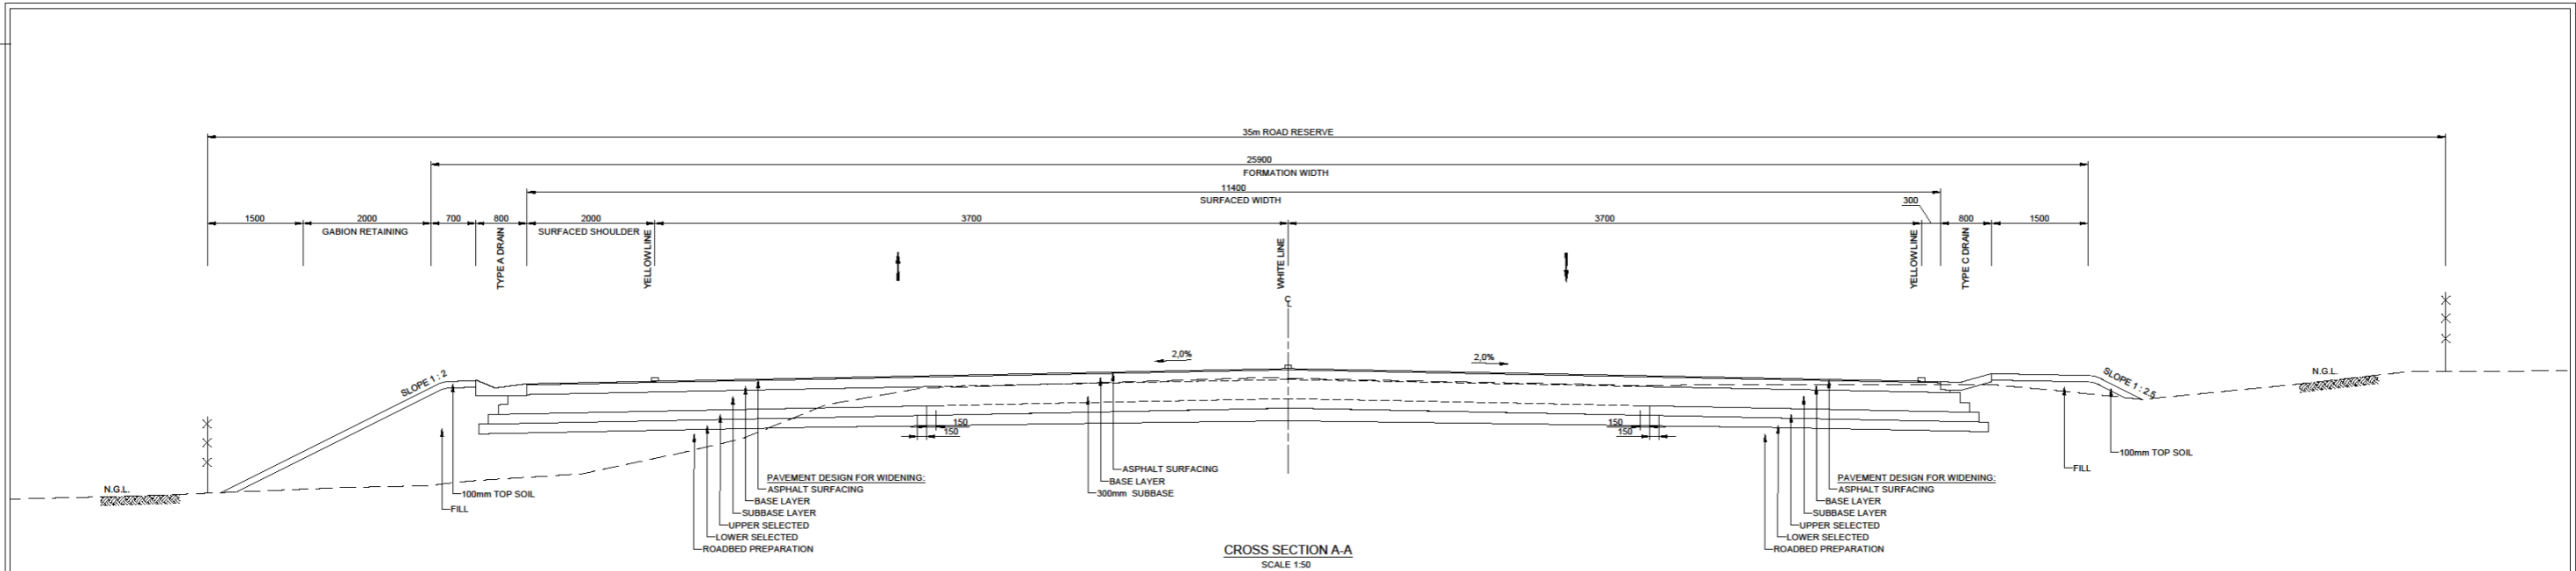 35m ROAD RESERVE
25900
FORMATION WIDTH
11400
SURFACED WIDTH
1500
2000
700
800
2000
3700
3700
300
800
1500
GABION RETAINING
TYPE A DRAIN
SURFACED SHOULDER
YELLOW LINE
WHITE LINE
YELLOW LINE
TYPE C DRAIN
CL
2,0%
2,0%
SLOPE 1 : 2
SLOPE 1 : 2.5
N.G.L.
150
150
150
150
N.G.L.
100mm TOP SOIL
FILL
PAVEMENT DESIGN FOR WIDENING:
ASPHALT SURFACING
BASE LAYER
SUBBASE LAYER
UPPER SELECTED
LOWER SELECTED
ROADBED PREPARATION
ASPHALT SURFACING
BASE LAYER
300mm SUBBASE
PAVEMENT DESIGN FOR WIDENING:
ASPHALT SURFACING
BASE LAYER
SUBBASE LAYER
UPPER SELECTED
LOWER SELECTED
ROADBED PREPARATION
100mm TOP SOIL
FILL
CROSS SECTION A-A
SCALE 1:50